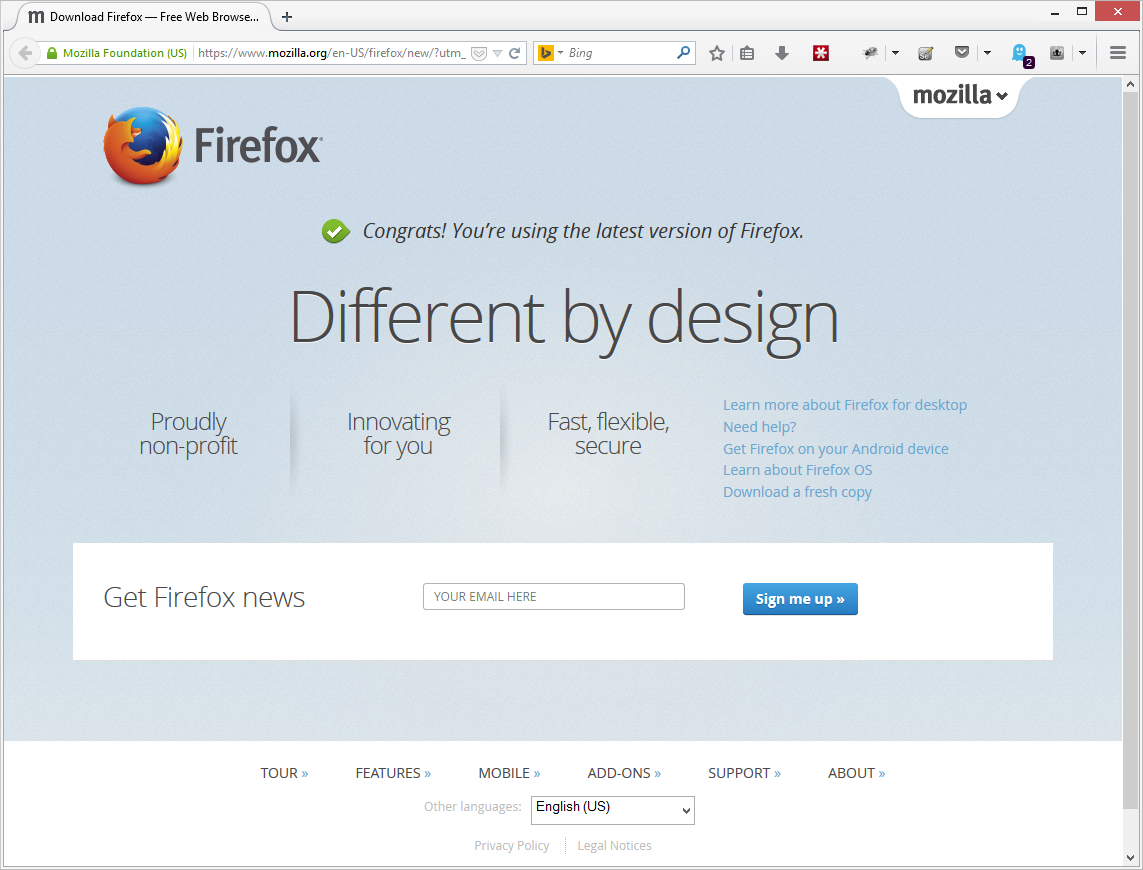 Download Firefox — Free Web Browse...
Mozilla Foundation (US)
https://www.mozilla.org/en-US/firefox/new/?utm_
Bing
2
mozilla
Firefox
Congrats! You’re using the latest version of Firefox.
Different by design
Proudly
non-profit
Innovating
for you
Fast, flexible,
secure
Learn more about Firefox for desktop
Need help?
Get Firefox on your Android device
Learn about Firefox OS
Download a fresh copy
Get Firefox news
YOUR EMAIL HERE
Sign me up »
TOUR » FEATURES » MOBILE » ADD-ONS » SUPPORT » ABOUT »
Other languages: English (US)
Privacy Policy Legal Notices